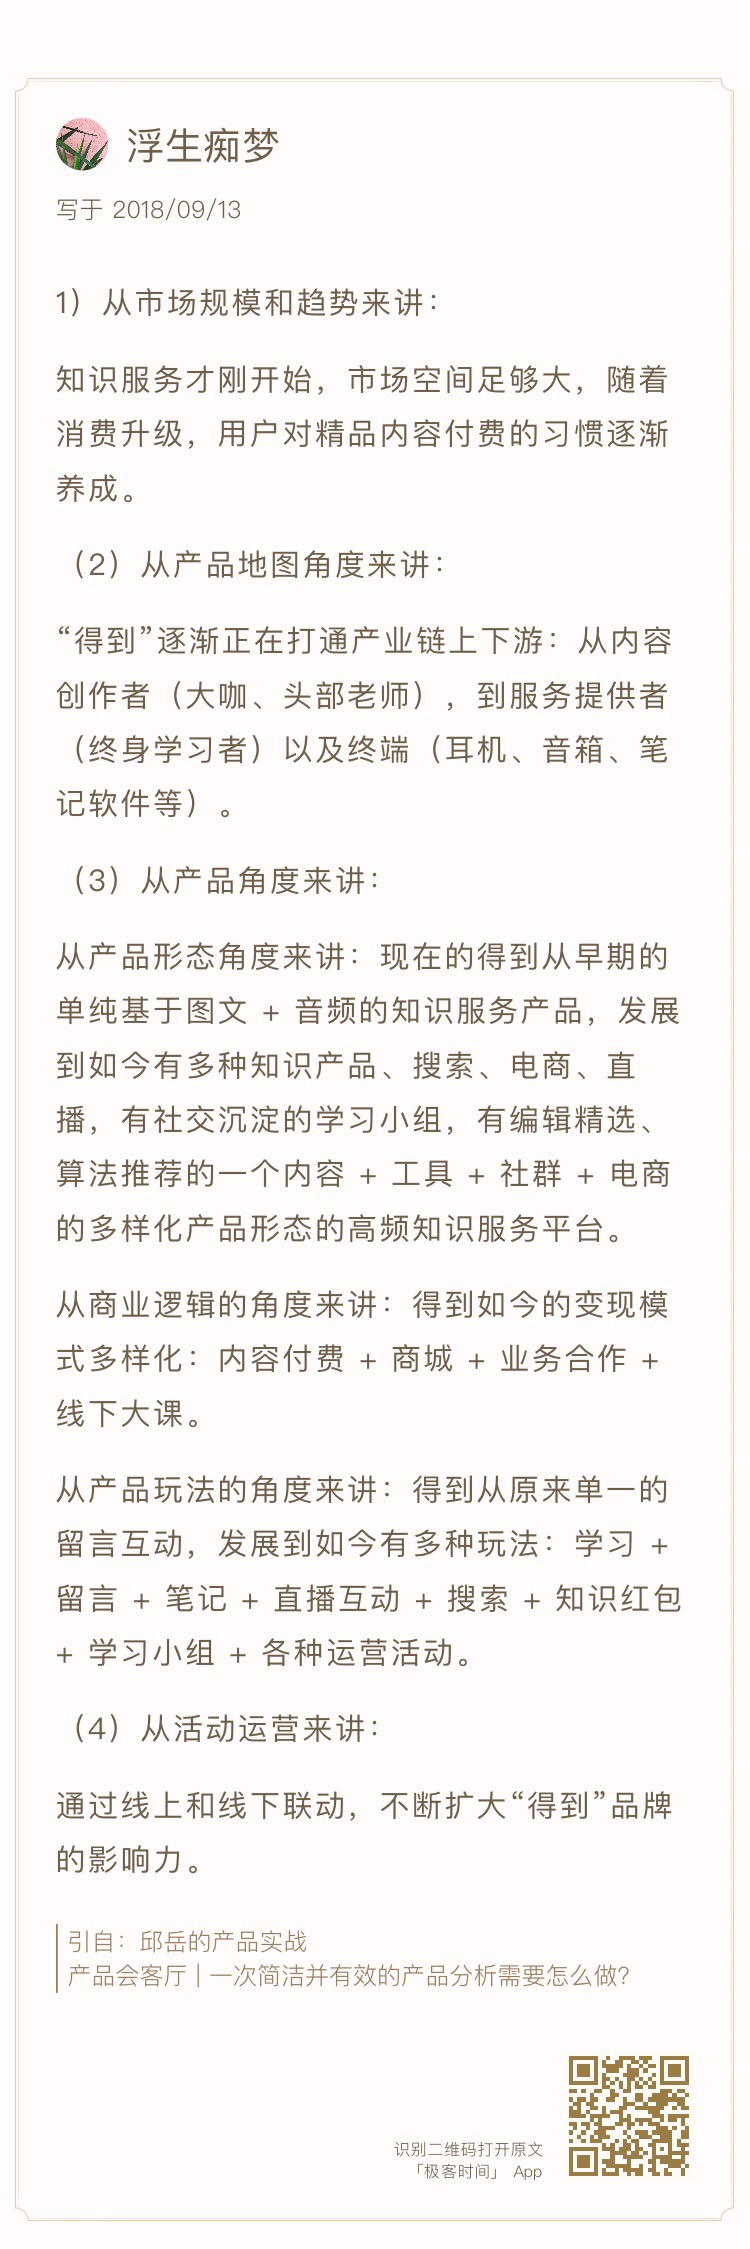 浮生痴梦
写于 2018/09/13
1）从市场规模和趋势来讲：
知识服务才刚开始，市场空间足够大，随着
消费升级，用户对精品内容付费的习惯逐渐
养成。
（2）从产品地图角度来讲：
“得到”逐渐正在打通产业链上下游：从内容
创作者（大咖、头部老师），到服务提供者
（终身学习者）以及终端（耳机、音箱、笔
记软件等）。
（3）从产品角度来讲：
从产品形态角度来讲：现在的得到从早期的
单纯基于图文 + 音频的知识服务产品，发展
到如今有多种知识产品、搜索、电商、直
播，有社交沉淀的学习小组，有编辑精选、
算法推荐的一个内容 + 工具 + 社群 + 电商
的多样化产品形态的高频知识服务平台。
从商业逻辑的角度来讲：得到如今的变现模
式多样化：内容付费 + 商城 + 业务合作 +
线下大课。
从产品玩法的角度来讲：得到从原来单一的
留言互动，发展到如今有多种玩法：学习 +
留言 + 笔记 + 直播互动 + 搜索 + 知识红包
+ 学习小组 + 各种运营活动。
（4）从活动运营来讲：
通过线上和线下联动，不断扩大“得到”品牌
的影响力。
引自：邱岳的产品实战
产品会客厅 | 一次简洁并有效的产品分析需要怎么做？
识别二维码打开原文
「极客时间」 App